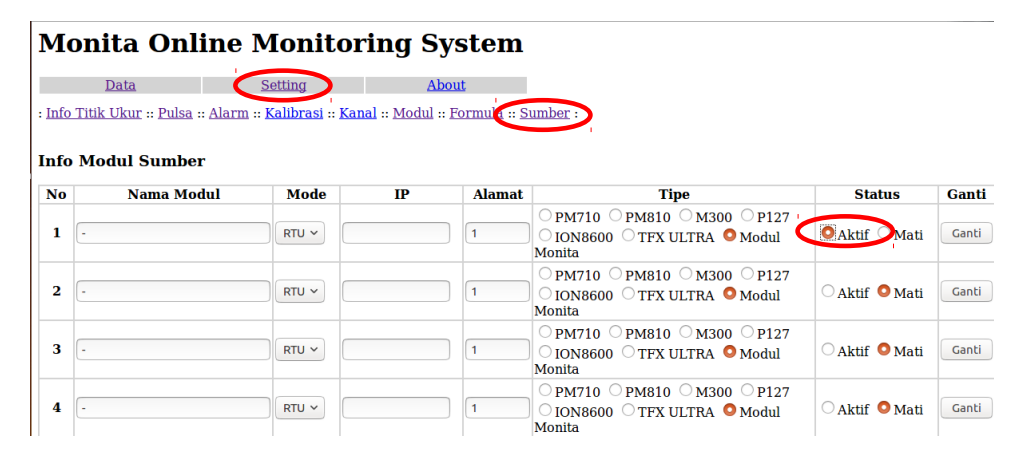 Monita Online Monitoring System
Data Setting About
: Info Titik Ukur :: Pulsa :: Alarm :: Kalibrasi :: Kanal :: Modul :: Formula :: Sumber :
Info Modul Sumber
No Nama Modul Mode IP Alamat Tipe Status Ganti
PM710 PM810 M300 P127
1 - RTU 1 ION8600 TFX ULTRA Modul Aktif Mati Ganti
Monita
PM710 PM810 M300 P127
2 - RTU 1 ION8600 TFX ULTRA Modul Aktif Mati Ganti
Monita
PM710 PM810 M300 P127
3 - RTU 1 ION8600 TFX ULTRA Modul Aktif Mati Ganti
Monita
PM710 PM810 M300 P127
4 - RTU 1 ION8600 TFX ULTRA Modul Aktif Mati Ganti
Monita